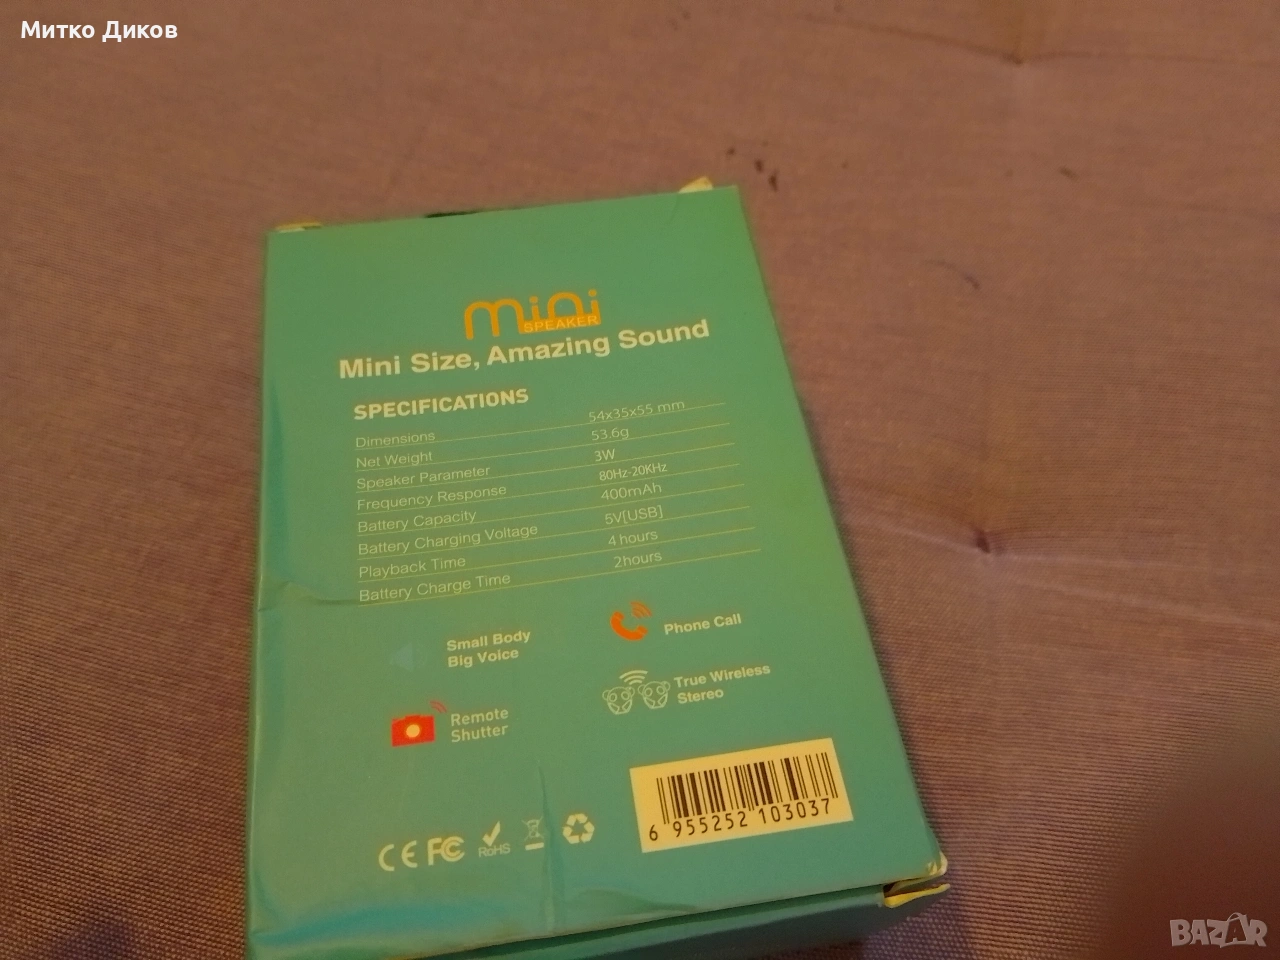 Митко Диков
mini
SPEAKER
Mini Size, Amazing Sound
SPECIFICATIONS
Dimensions 54x35x55 mm
Net Weight 53.6g
Speaker Parameter 3W
Frequency Response 80Hz-20KHz
Battery Capacity 400mAh
Battery Charging Voltage 5V[USB]
Playback Time 4 hours
Battery Charge Time 2hours
Small Body
Big Voice
Phone Call
Remote
Shutter
True Wireless
Stereo
CE FC RoHS
6 955252 103037
BAZAR